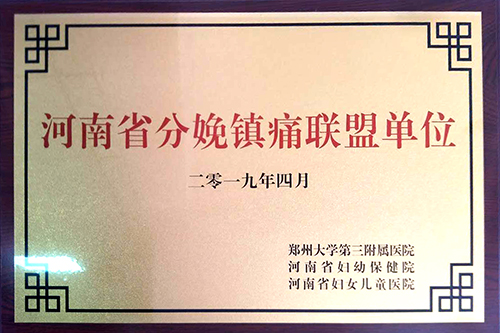 河南省分娩镇痛联盟单位
二零一九年四月
郑州大学第三附属医院
河南省妇幼保健院
河南省妇女儿童医院